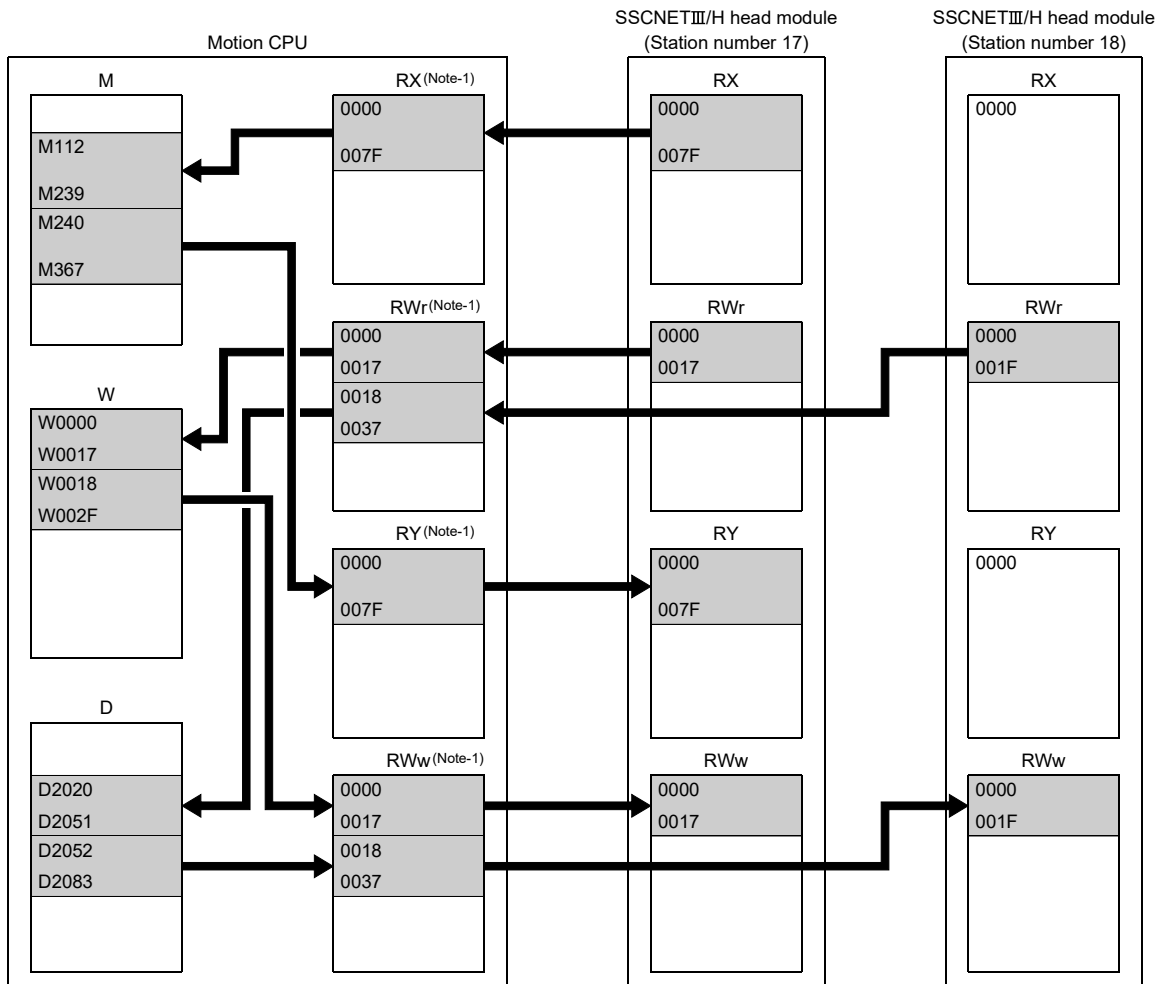 Motion CPU
SSCNETⅢ/H head module
(Station number 17)
SSCNETⅢ/H head module
(Station number 18)
M
M112
M239
M240
M367
W
W0000
W0017
W0018
W002F
D
D2020
D2051
D2052
D2083
RX(Note-1)
0000
007F
RWr(Note-1)
0000
0017
0018
0037
RY(Note-1)
0000
007F
RWw(Note-1)
0000
0017
0018
0037
RX
0000
007F
RWr
0000
0017
RY
0000
007F
RWw
0000
0017
RX
0000
RWr
0000
001F
RY
0000
RWw
0000
001F